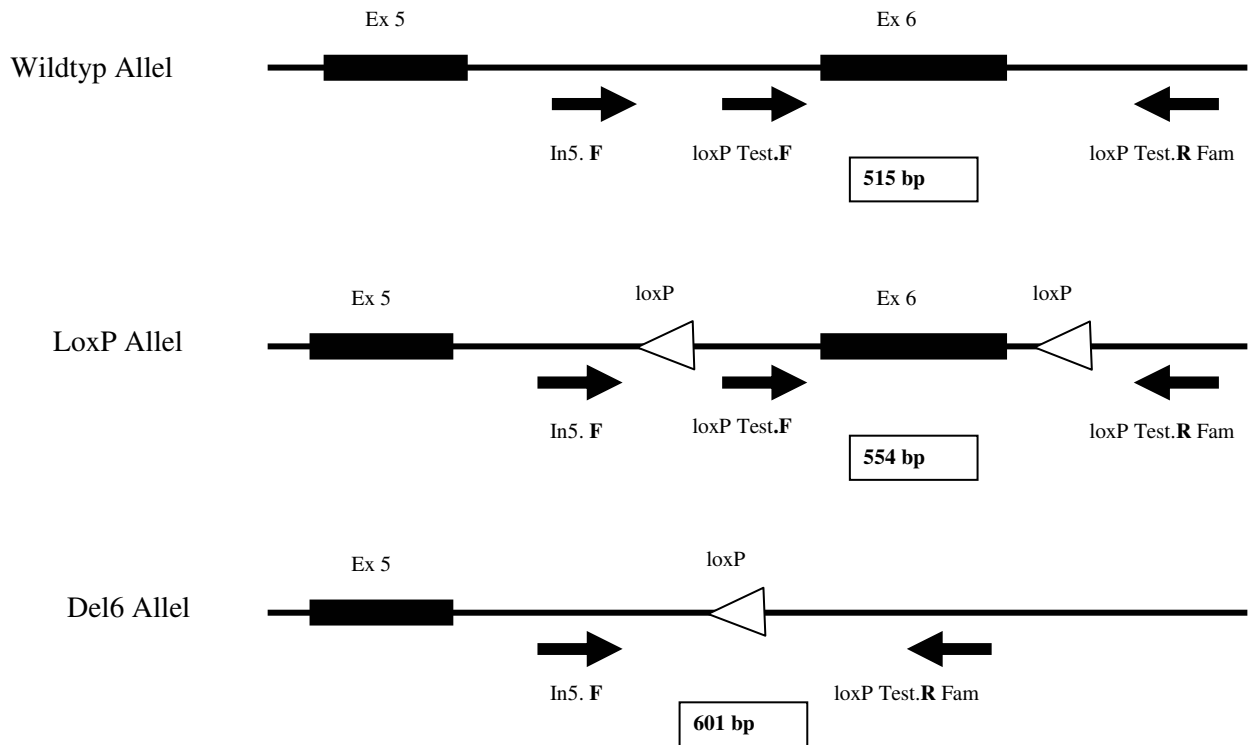 Ex 5 Ex 6
Wildtyp Allel
In5. F loxP Test.F loxP Test.R Fam
515 bp
Ex 5 loxP Ex 6 loxP
LoxP Allel
In5. F loxP Test.F loxP Test.R Fam
554 bp
Ex 5 loxP
Del6 Allel
In5. F loxP Test.R Fam
601 bp